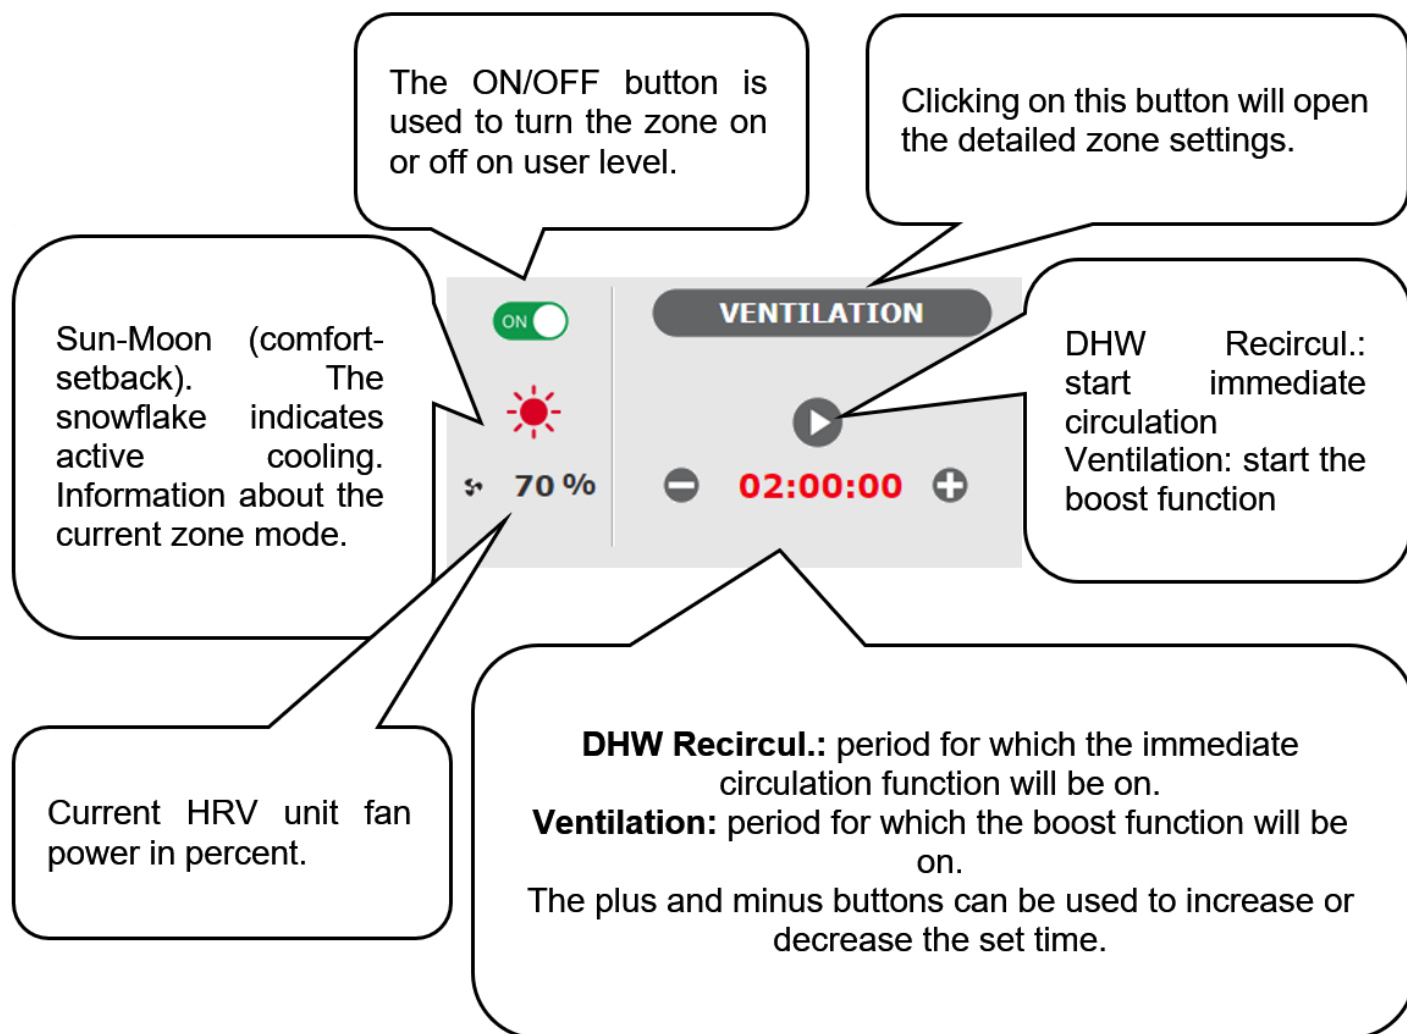 The ON/OFF button is
used to turn the zone on
or off on user level.
Clicking on this button will open
the detailed zone settings.
Sun-Moon (comfort-
setback). The
snowflake indicates
active cooling.
Information about the
current zone mode.
ON
VENTILATION
70 %
02:00:00
DHW Recircul.:
start immediate
circulation
Ventilation: start the
boost function
Current HRV unit fan
power in percent.
DHW Recircul.: period for which the immediate
circulation function will be on.
Ventilation: period for which the boost function will be
on.
The plus and minus buttons can be used to increase or
decrease the set time.